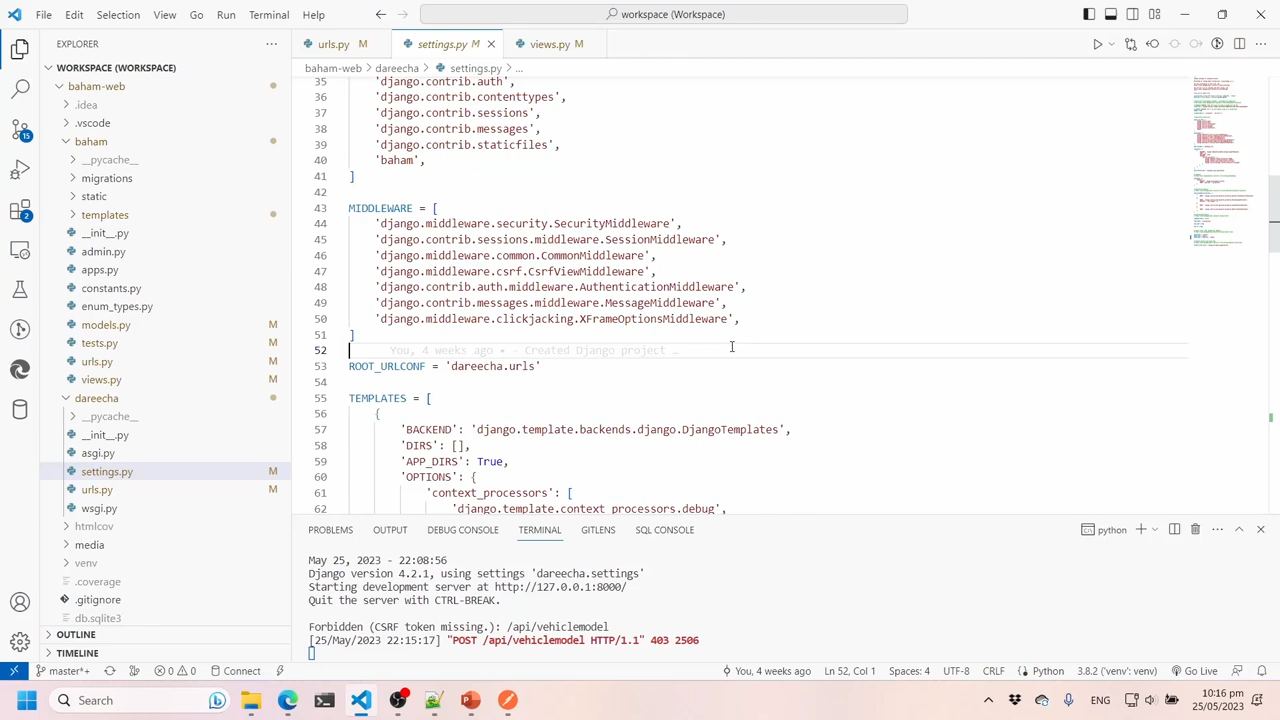 File Edit Selection View Go Run Terminal Help
workspace (Workspace)
EXPLORER
urls.py M
settings.py M
views.py M
WORKSPACE (WORKSPACE)
baham-web
.idea
.vscode
baham
__pycache__
migrations
static
templates
__init__.py
admin.py
apps.py
constants.py
enum_types.py
models.py M
tests.py M
urls.py M
views.py M
dareecha
__pycache__
__init__.py
asgi.py
settings.py M
urls.py M
wsgi.py
htmlcov
media
venv
.coverage
.gitignore
db.sqlite3
OUTLINE
TIMELINE
baham-web > dareecha > settings.py > ...
35 'django.contrib.auth',
36 'django.contrib.contenttypes',
37 'django.contrib.sessions',
38 'django.contrib.messages',
39 'django.contrib.staticfiles',
40 'baham',
41 ]
42
43 MIDDLEWARE = [
44 'django.middleware.security.SecurityMiddleware',
45 'django.contrib.sessions.middleware.SessionMiddleware',
46 'django.middleware.common.CommonMiddleware',
47 'django.middleware.csrf.CsrfViewMiddleware',
48 'django.contrib.auth.middleware.AuthenticationMiddleware',
49 'django.contrib.messages.middleware.MessageMiddleware',
50 'django.middleware.clickjacking.XFrameOptionsMiddleware',
51 ]
52 You, 4 weeks ago • - Created Django project …
53 ROOT_URLCONF = 'dareecha.urls'
54
55 TEMPLATES = [
56 {
57 'BACKEND': 'django.template.backends.django.DjangoTemplates',
58 'DIRS': [],
59 'APP_DIRS': True,
60 'OPTIONS': {
61 'context_processors': [
62 'django.template.context_processors.debug',
PROBLEMS OUTPUT DEBUG CONSOLE TERMINAL GITLENS SQL CONSOLE
python
May 25, 2023 - 22:08:56
Django version 4.2.1, using settings 'dareecha.settings'
Starting development server at http://127.0.0.1:8000/
Quit the server with CTRL-BREAK.
Forbidden (CSRF token missing.): /api/vehiclemodel
[25/May/2023 22:15:17] "POST /api/vehiclemodel HTTP/1.1" 403 2506
15
2
master*+ 0 0 Connect You, 4 weeks ago Ln 52, Col 1 Spaces: 4 UTF-8 CRLF Python 3.8.2 ('venv': venv) Go Live
Search
10:16 pm
25/05/2023